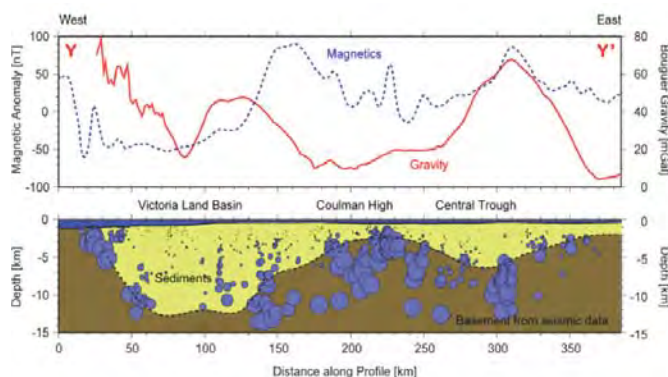 West East
100 80
Y Magnetics Y'
50 60
0 40
-50 20
Gravity
-100 0
Magnetic Anomaly [nT]
Bouguer Gravity [mGal]
Victoria Land Basin Coulman High Central Trough
0 0
-5 -5
Sediments
-10 -10
Basement from seismic data
-15 -15
Depth [km]
Depth [km]
0 50 100 150 200 250 300 350
Distance along Profile [km]